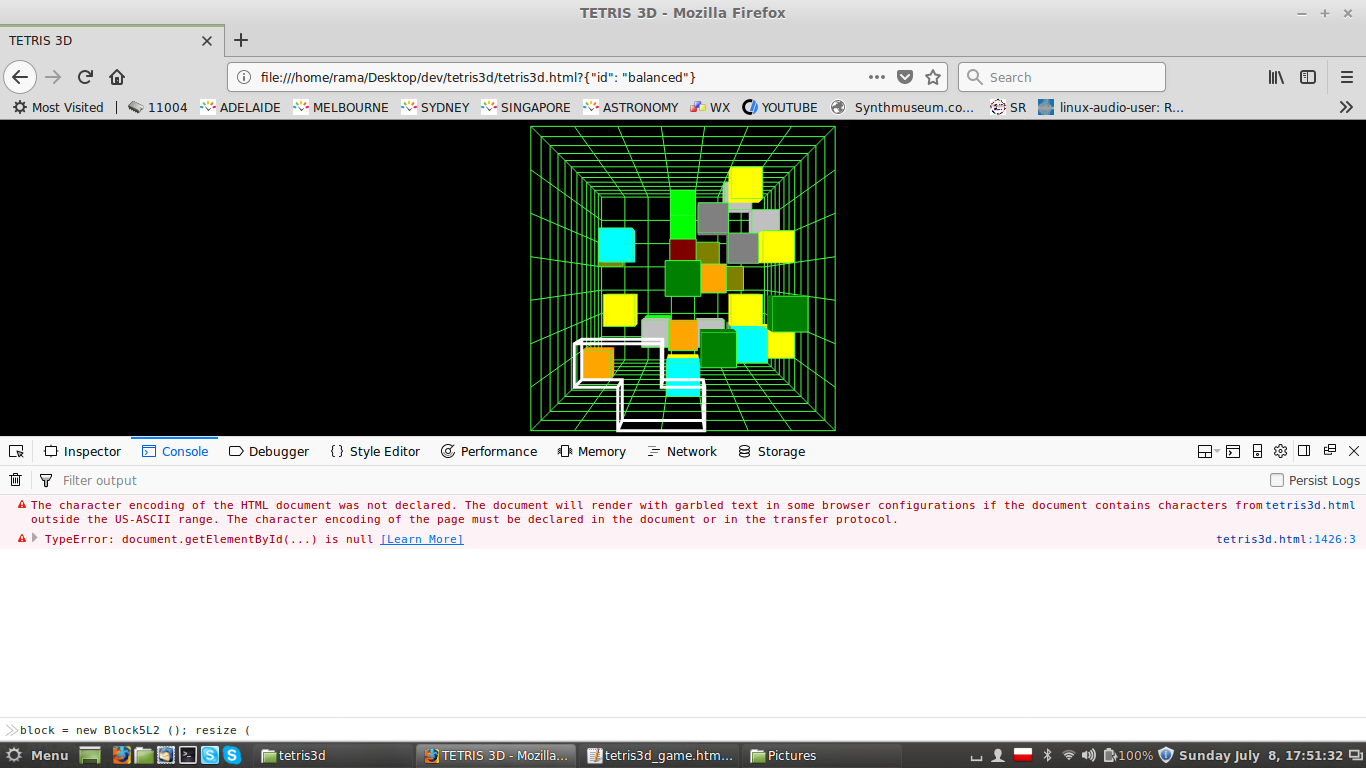 TETRIS 3D - Mozilla Firefox
TETRIS 3D
file:///home/rama/Desktop/dev/tetris3d/tetris3d.html?{"id": "balanced"}
Search
Most Visited 11004 ADELAIDE MELBOURNE SYDNEY SINGAPORE ASTRONOMY WX YOUTUBE Synthmuseum.co... SR linux-audio-user: R...
Inspector Console Debugger Style Editor Performance Memory Network Storage
Filter output Persist Logs
The character encoding of the HTML document was not declared. The document will render with garbled text in some browser configurations if the document contains characters from tetris3d.html
outside the US-ASCII range. The character encoding of the page must be declared in the document or in the transfer protocol.
TypeError: document.getElementById(...) is null [Learn More] tetris3d.html:1426:3
block = new Block5L2 (); resize (
Menu tetris3d TETRIS 3D - Mozilla... tetris3d_game.htm... Pictures 100% Sunday July 8, 17:51:32